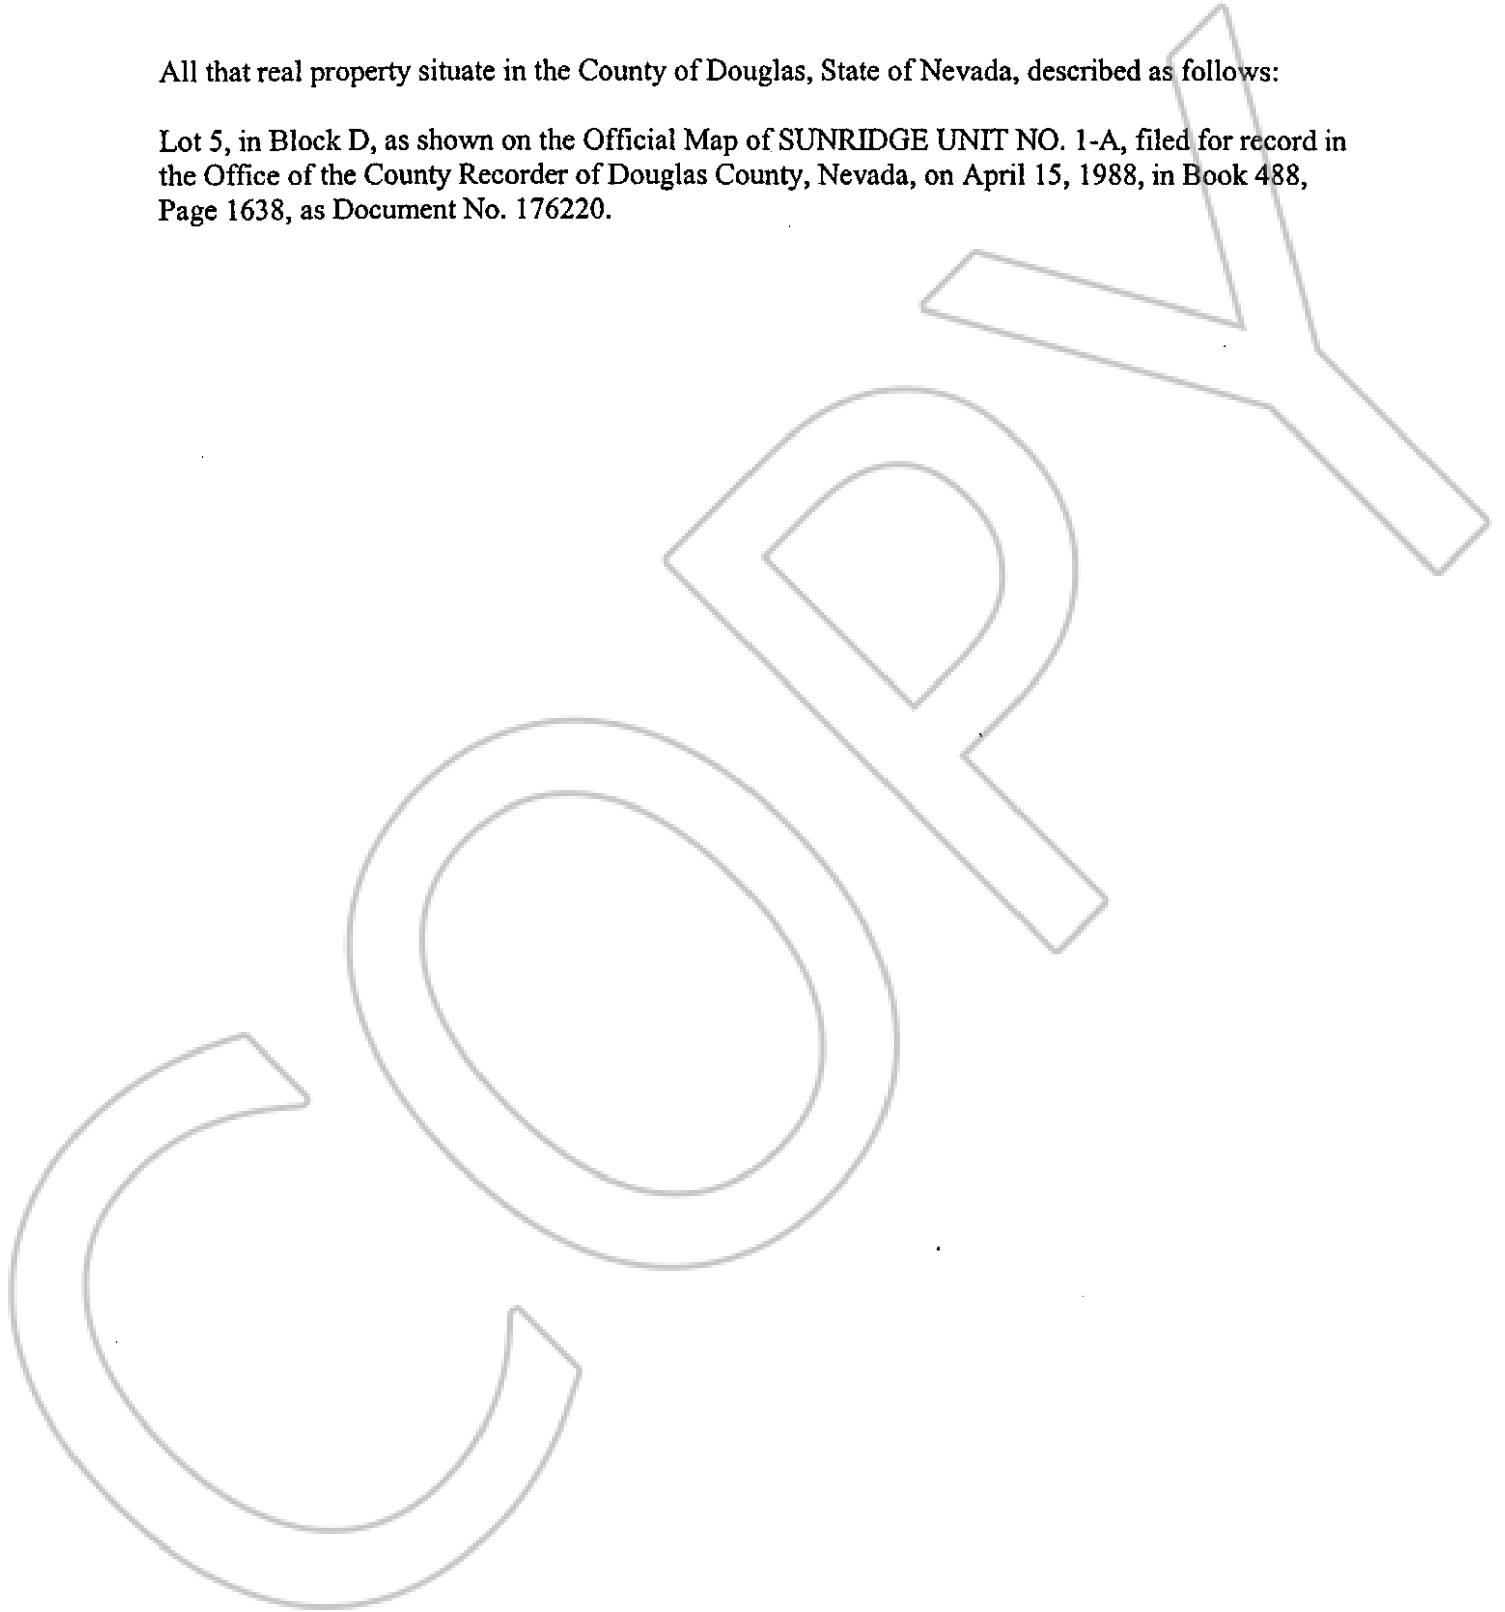 All that real property situate in the County of Douglas, State of Nevada, described as follows:
Lot 5, in Block D, as shown on the Official Map of SUNRIDGE UNIT NO. 1-A, filed for record in
the Office of the County Recorder of Douglas County, Nevada, on April 15, 1988, in Book 488,
Page 1638, as Document No. 176220.
COPY